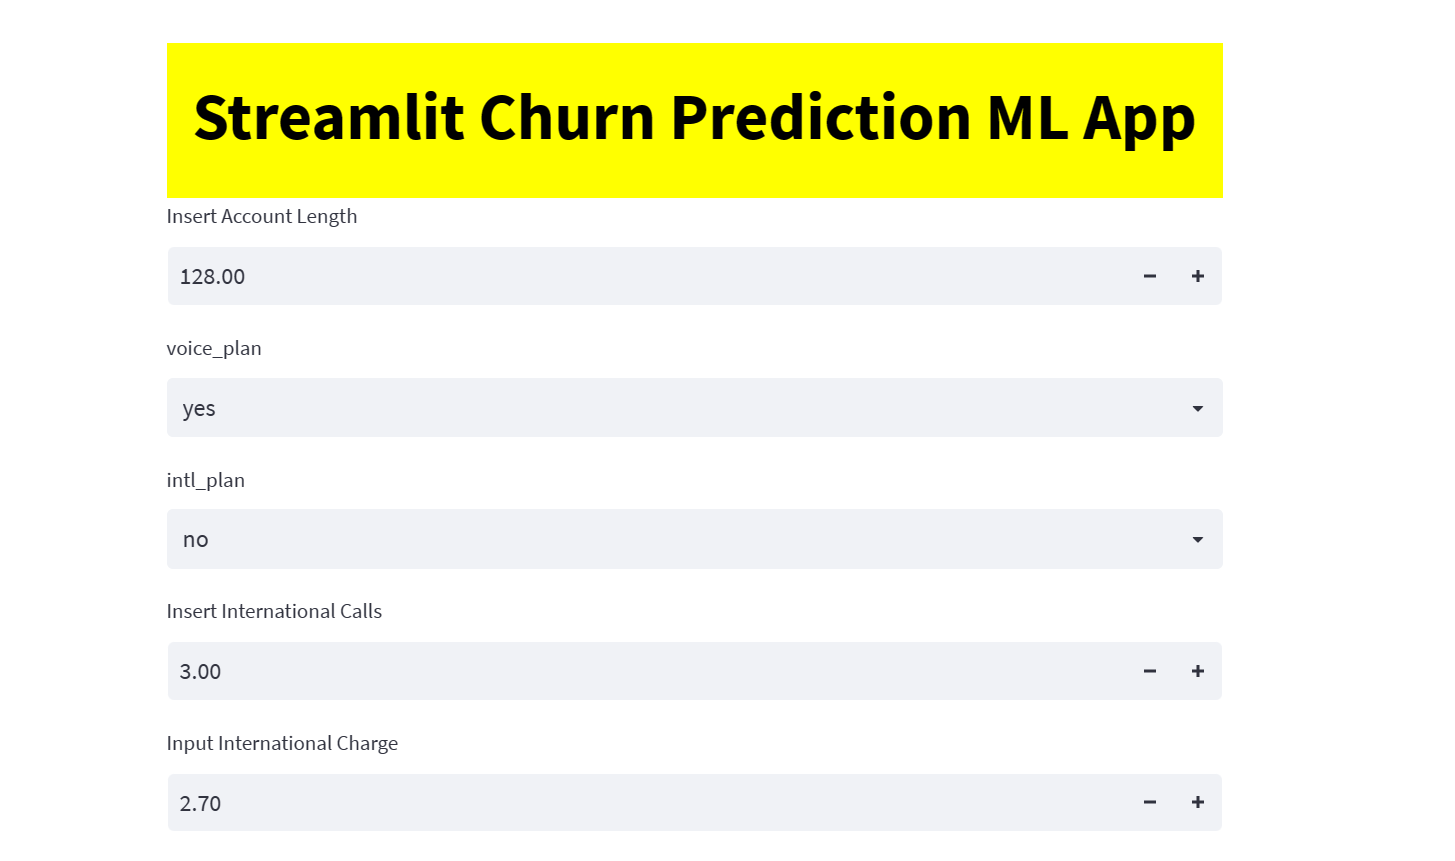 Streamlit Churn Prediction ML App
Insert Account Length
128.00
voice_plan
yes
intl_plan
no
Insert International Calls
3.00
Input International Charge
2.70